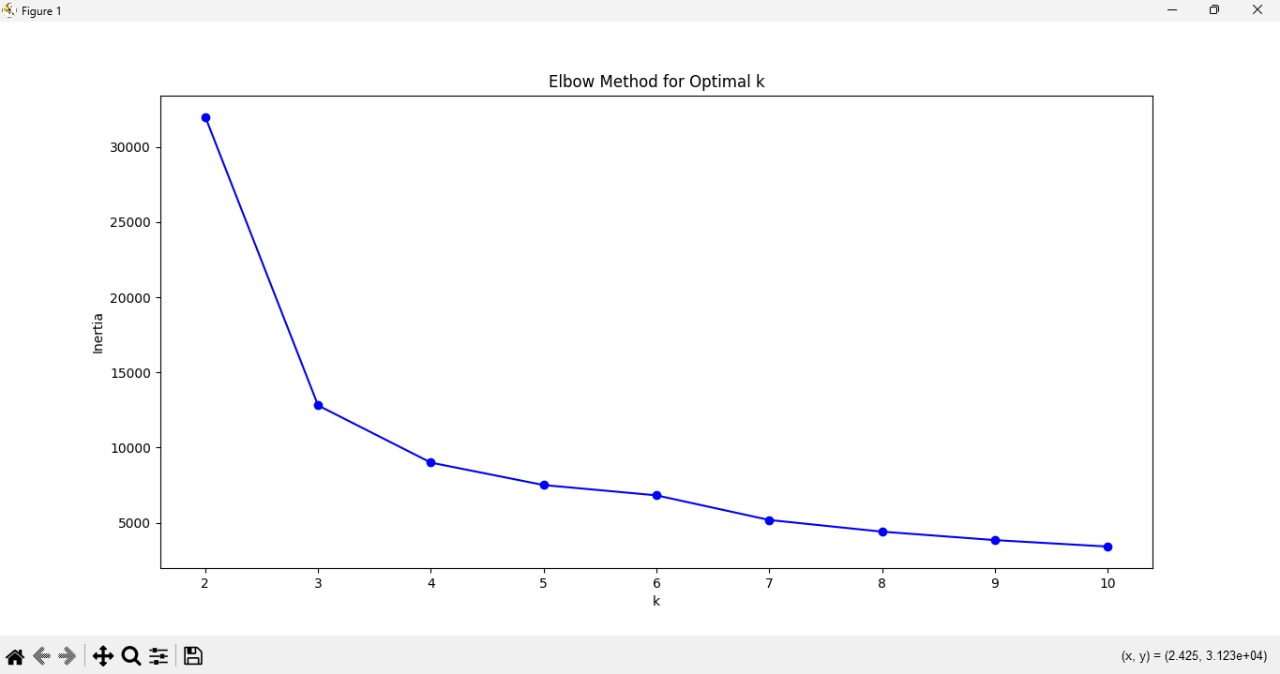 Figure 1
Elbow Method for Optimal k
30000
25000
20000
15000
10000
5000
Inertia
2 3 4 5 6 7 8 9 10
k
(x, y) = (2.425, 3.123e+04)